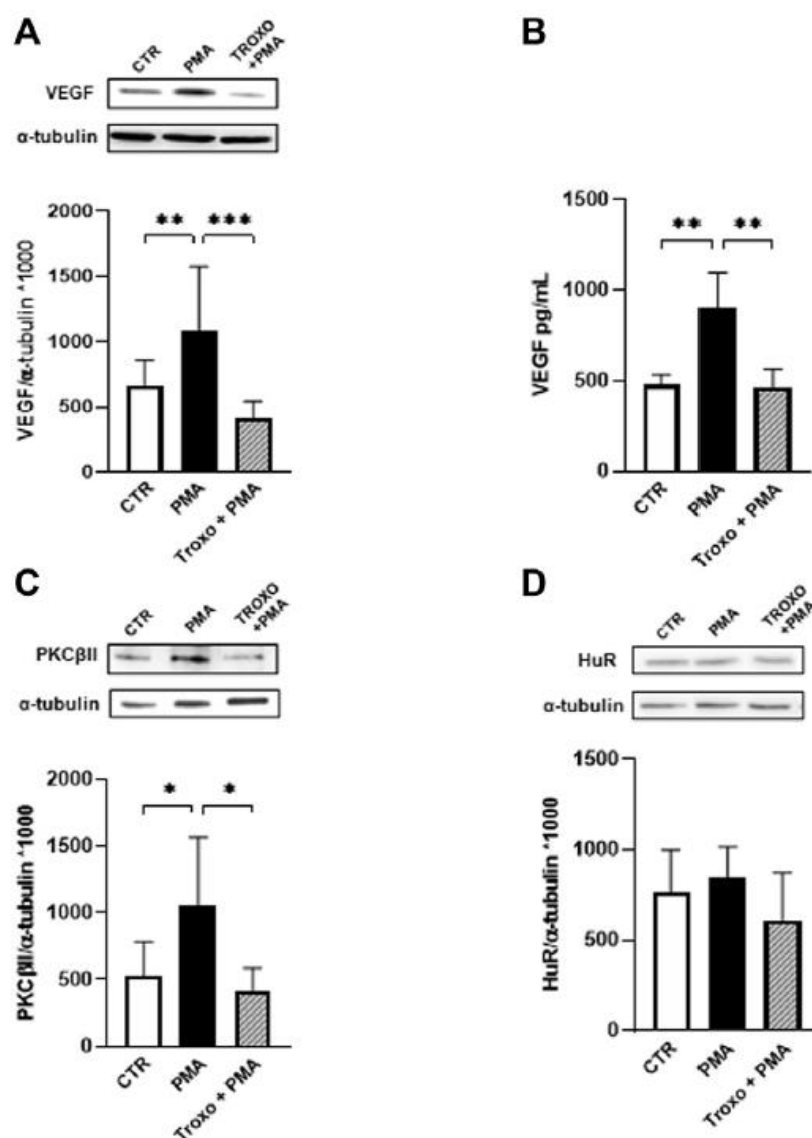 A
CTR PMA TROXO +PMA
VEGF
α-tubulin
VEGF/α-tubulin ^1000
2000
1500
1000
500
0
** ***
CTR PMA Troxo + PMA
B
VEGF pg/mL
1500
1000
500
0
** **
CTR PMA Troxo + PMA
C
CTR PMA TROXO +PMA
PKCβII
α-tubulin
PKCβII/α-tubulin ^1000
2000
1500
1000
500
0
* *
CTR PMA Troxo + PMA
D
CTR PMA TROXO +PMA
HuR
α-tubulin
HuR/α-tubulin ^1000
1500
1000
500
0
CTR PMA Troxo + PMA